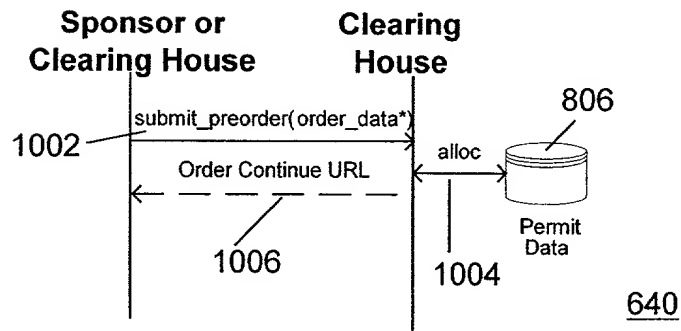 Sponsor or
Clearing House
Clearing
House
submit_preorder(order_data*)
1002
806
alloc
Order Continue URL
1006
1004
Permit
Data
640